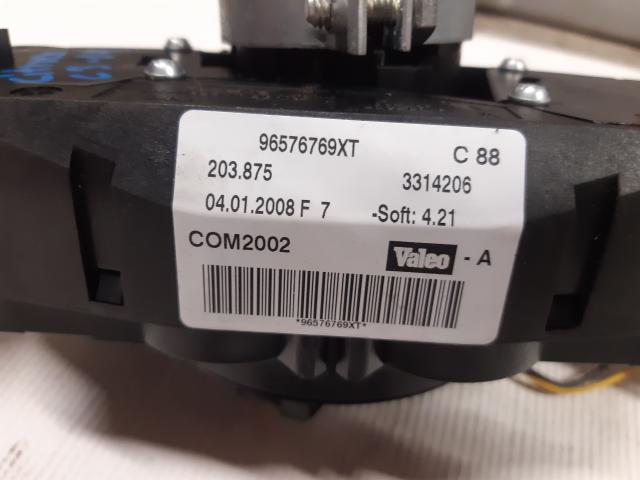 96576769XT C 88
203.875 3314206
04.01.2008 F 7 -Soft: 4.21
COM2002 Valeo - A
*96576769XT*